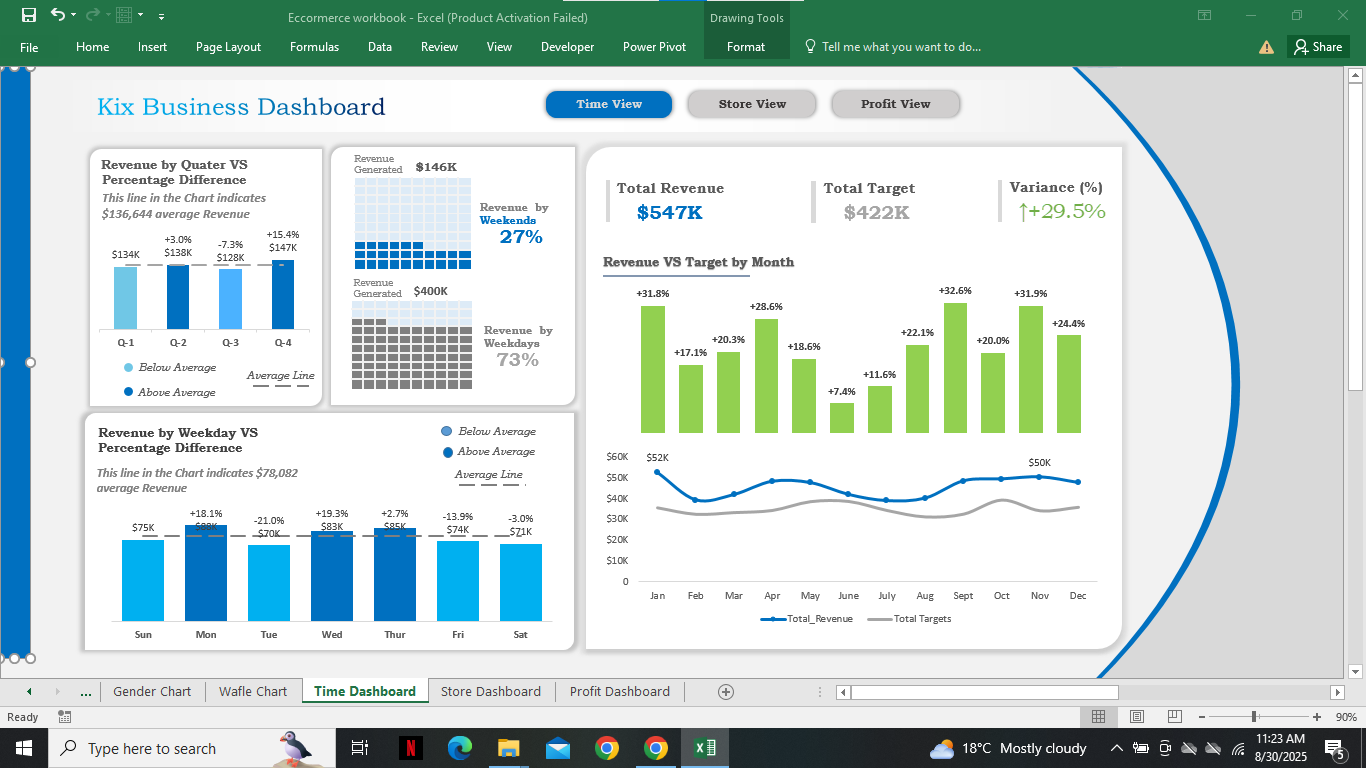 Eccormerce workbook - Excel (Product Activation Failed)
Drawing Tools
File
Home
Insert
Page Layout
Formulas
Data
Review
View
Developer
Power Pivot
Format
Tell me what you want to do...
Share
Kix Business Dashboard
Time View
Store View
Profit View
Revenue by Quater VS
Percentage Difference
This line in the Chart indicates
$136,644 average Revenue
$134K
+3.0%
$138K
-7.3%
$128K
+15.4%
$147K
Q-1
Q-2
Q-3
Q-4
Below Average
Above Average
Average Line
Revenue
Generated
$146K
Revenue by
Weekends
27%
Revenue
Generated
$400K
Revenue by
Weekdays
73%
Revenue by Weekday VS
Percentage Difference
This line in the Chart indicates $78,082
average Revenue
Below Average
Above Average
Average Line
$75K
+18.1%
$88K
-21.0%
$70K
+19.3%
$83K
+2.7%
$85K
-13.9%
$74K
-3.0%
$71K
Sun
Mon
Tue
Wed
Thur
Fri
Sat
Total Revenue
$547K
Total Target
$422K
Variance (%)
↑+29.5%
Revenue VS Target by Month
+31.8%
+17.1%
+20.3%
+28.6%
+18.6%
+7.4%
+11.6%
+22.1%
+32.6%
+20.0%
+31.9%
+24.4%
$60K
$50K
$40K
$30K
$20K
$10K
0
$52K
$50K
Jan
Feb
Mar
Apr
May
June
July
Aug
Sept
Oct
Nov
Dec
Total_Revenue
Total Targets
...
Gender Chart
Wafle Chart
Time Dashboard
Store Dashboard
Profit Dashboard
Ready
90%
Type here to search
N
18°C Mostly cloudy
11:23 AM
8/30/2025
5